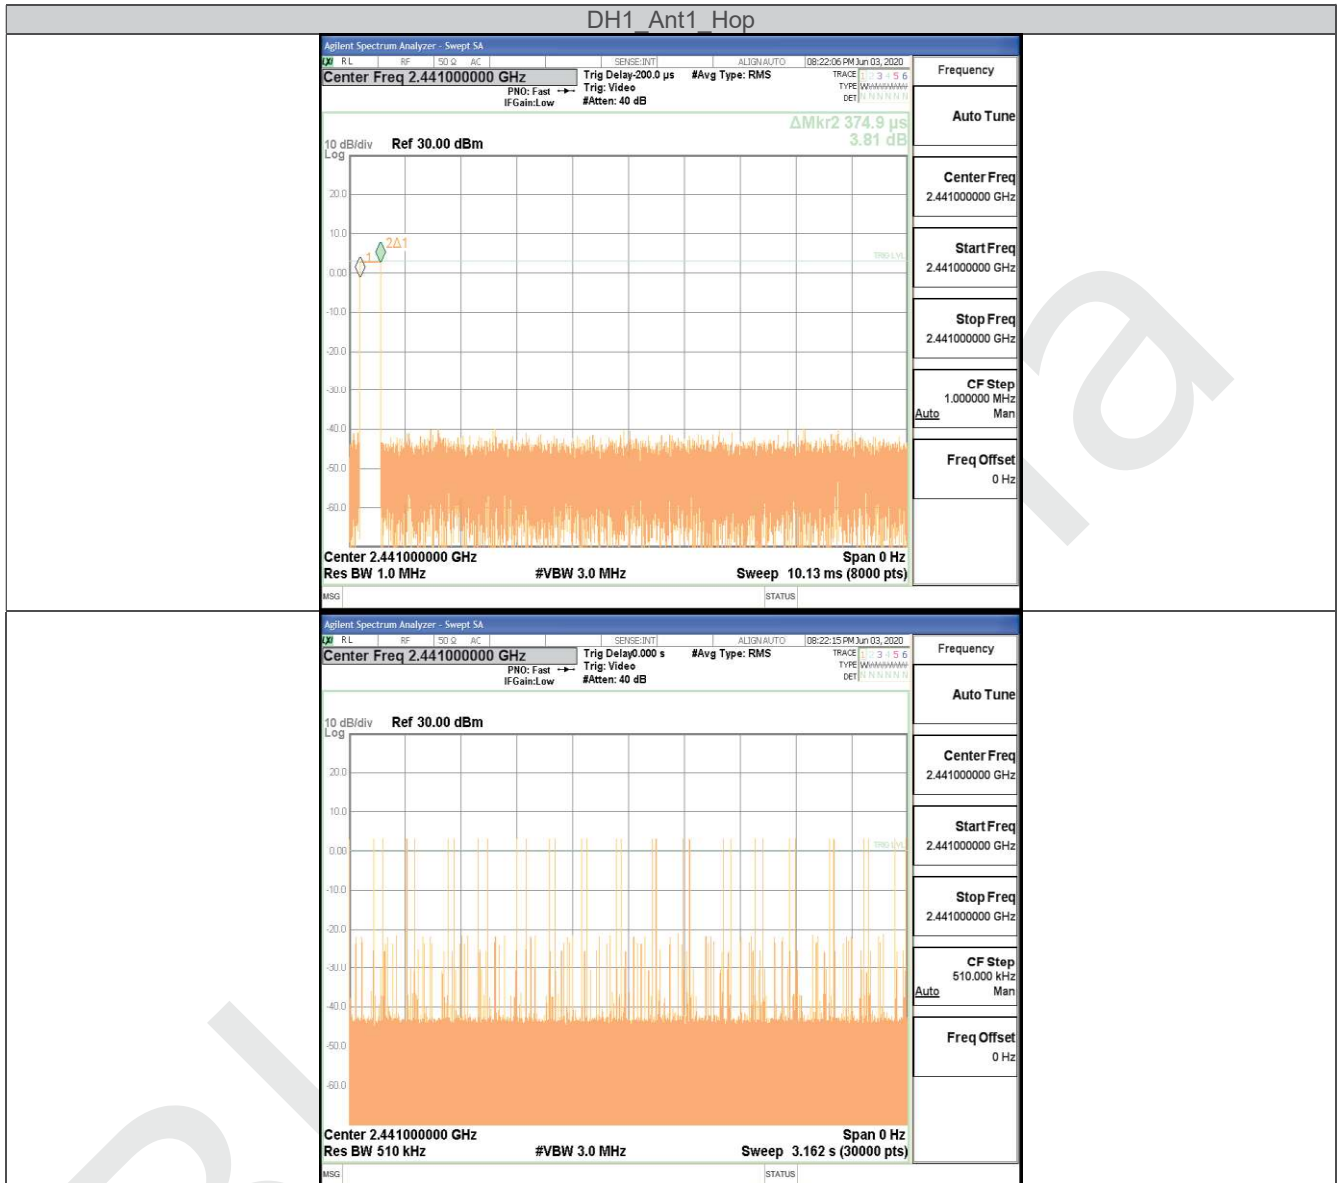 DH1_Ant1_Hop
Agilent Spectrum Analyzer - Swept SA
LXI RL RF 50 Ω AC SENSE:INT ALIGNAUTO 08:22:06 PM Jun 03, 2020
Center Freq 2.441000000 GHz
PNO: Fast
IFGain:Low
Trig Delay-200.0 µs
Trig: Video
#Atten: 40 dB
#Avg Type: RMS
TRACE 1 2 3 4 5 6
TYPE
DET N N N N N N
ΔMkr2 374.9 µs
3.81 dB
10 dB/div Ref 30.00 dBm
Log
20.0
10.0
0.00
-10.0
-20.0
-30.0
-40.0
-50.0
-60.0
1
2Δ1
TRIG LVL
Center 2.441000000 GHz
Span 0 Hz
Res BW 1.0 MHz
#VBW 3.0 MHz
Sweep 10.13 ms (8000 pts)
MSG
STATUS
Frequency
Auto Tune
Center Freq
2.441000000 GHz
Start Freq
2.441000000 GHz
Stop Freq
2.441000000 GHz
CF Step
1.000000 MHz
Auto Man
Freq Offset
0 Hz
Agilent Spectrum Analyzer - Swept SA
LXI RL RF 50 Ω AC SENSE:INT ALIGNAUTO 08:22:15 PM Jun 03, 2020
Center Freq 2.441000000 GHz
PNO: Fast
IFGain:Low
Trig Delay0.000 s
Trig: Video
#Atten: 40 dB
#Avg Type: RMS
TRACE 1 2 3 4 5 6
TYPE
DET N N N N N N
10 dB/div Ref 30.00 dBm
Log
20.0
10.0
0.00
-10.0
-20.0
-30.0
-40.0
-50.0
-60.0
TRIG LVL
Center 2.441000000 GHz
Span 0 Hz
Res BW 510 kHz
#VBW 3.0 MHz
Sweep 3.162 s (30000 pts)
MSG
STATUS
Frequency
Auto Tune
Center Freq
2.441000000 GHz
Start Freq
2.441000000 GHz
Stop Freq
2.441000000 GHz
CF Step
510.000 kHz
Auto Man
Freq Offset
0 Hz